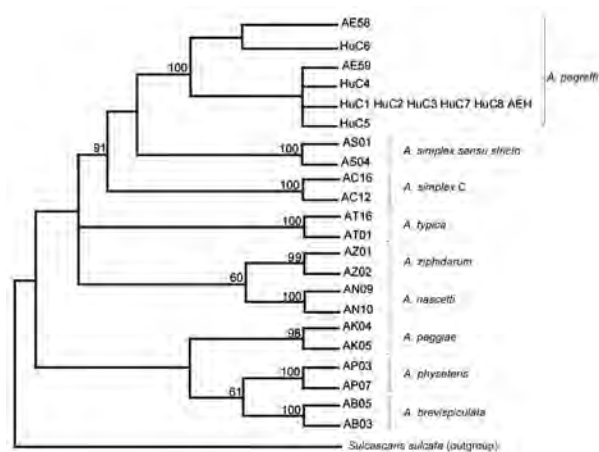 AE58
100
HuC6
AE59
A. pegreffii
HuC4
HuC1 HuC2 HuC3 HuC7 HuC8 AEH
HuC5
91
AS01
A. simplex sensu stricto
100
AS04
AC16
100
A. simplex C
AC12
AT16
100
A. typica
AT01
AZ01
99
A. ziphidarum
AZ02
60
AN09
100
A. nascettii
AN10
AK04
98
A. paggiae
AK05
AP03
100
A. physeteris
AP07
61
AB05
100
A. brevispiculata
AB03
Sulcascaris sulcata (outgroup)